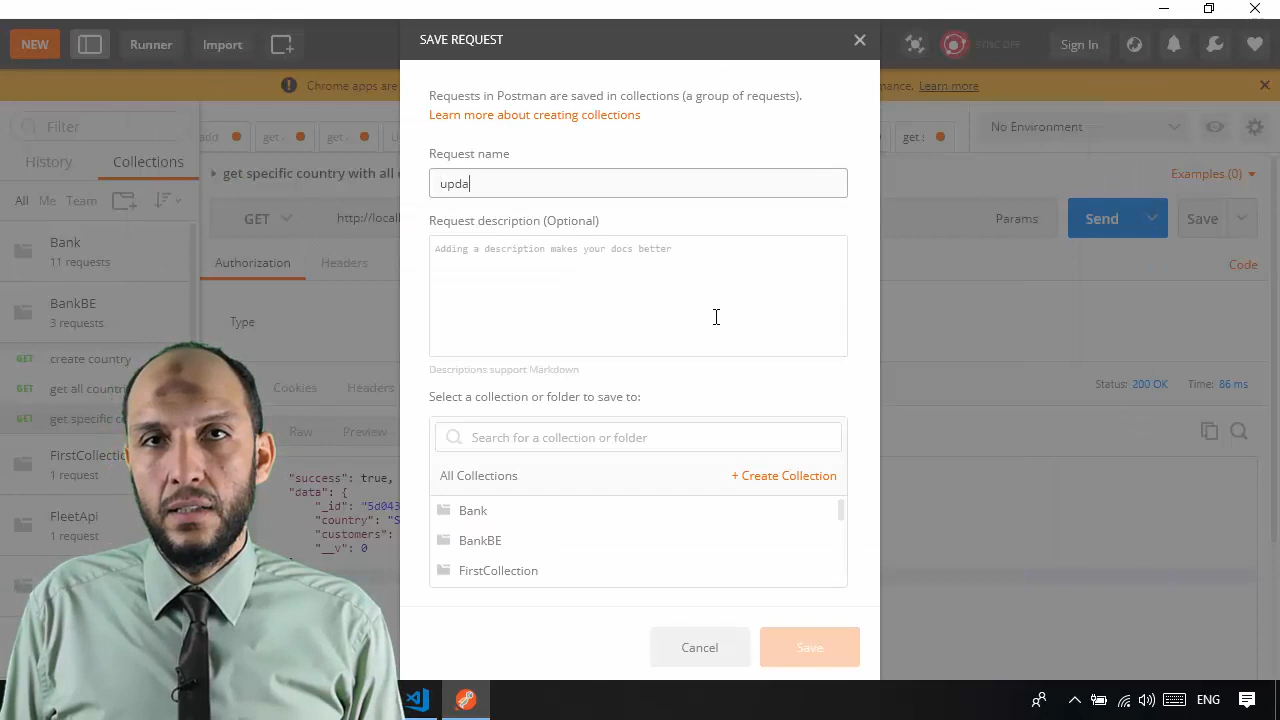 SAVE REQUEST
NEW
Runner
Import
SYNC OFF
Sign In
Chrome apps are
nance. Learn more
Requests in Postman are saved in collections (a group of requests).
Learn more about creating collections
Filter
add
get
get
get s
No Environment
History
Collections
Request name
upda
get specific country with all
Examples (0)
All
Me
Team
GET
http://local
Params
Send
Save
Request description (Optional)
Adding a description makes your docs better
Bank
11 requests
Authorization
Headers
Code
BankBE
3 requests
Type
GET
create country
Descriptions support Markdown
GET
get all count
Cookies
Headers
Status: 200 OK
Time: 86 ms
Select a collection or folder to save to:
GET
get specific c
Raw
Preview
Search for a collection or folder
FirstCollectio
1 request
All Collections
+ Create Collection
"success": true,
"data": {
"_id": "5d043
"country": "S
"customers":
"__v": 0
Bank
BankBE
FirstCollection
FleetApi
1 request
Cancel
Save
ENG